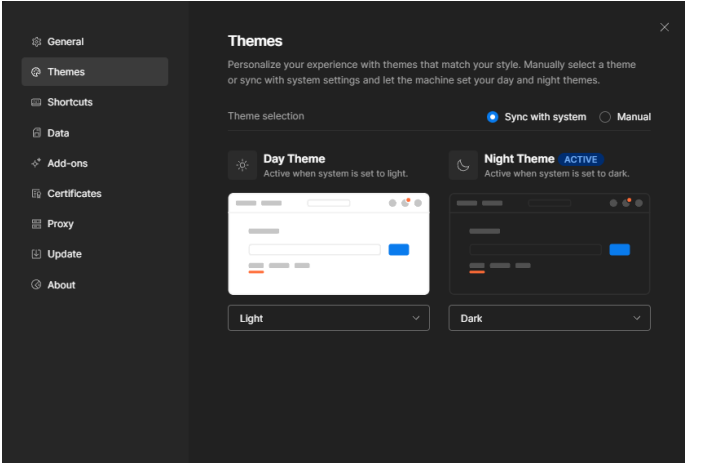 General
Themes
Shortcuts
Data
Add-ons
Certificates
Proxy
Update
About
Themes
Personalize your experience with themes that match your style. Manually select a theme
or sync with system settings and let the machine set your day and night themes.
Theme selection
Sync with system
Manual
Day Theme
Active when system is set to light.
Night Theme ACTIVE
Active when system is set to dark.
Light
Dark